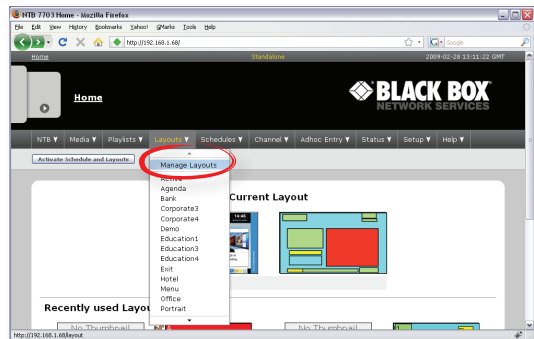 NTB 7703 Home - Mozilla Firefox
File Edit View History Bookmarks Yahoo! GMarks Tools Help
http://192.168.1.68/
Google
Home
Standalone
2009-02-28 13:11:22 GMT
Home
BLACK BOX
NETWORK SERVICES
NTB Media Playlists Layouts Schedules Channel Adhoc Entry Status Setup Help
Activate Schedule and Layouts
Manage Layouts
Active
Agenda
Bank
Corporate3
Corporate4
Demo
Education1
Education3
Education4
Exit
Hotel
Menu
Office
Portrait
Current Layout
14:46
Recently used Layou
No Thumbnail
No Thumbnail
http://192.168.1.68/layout